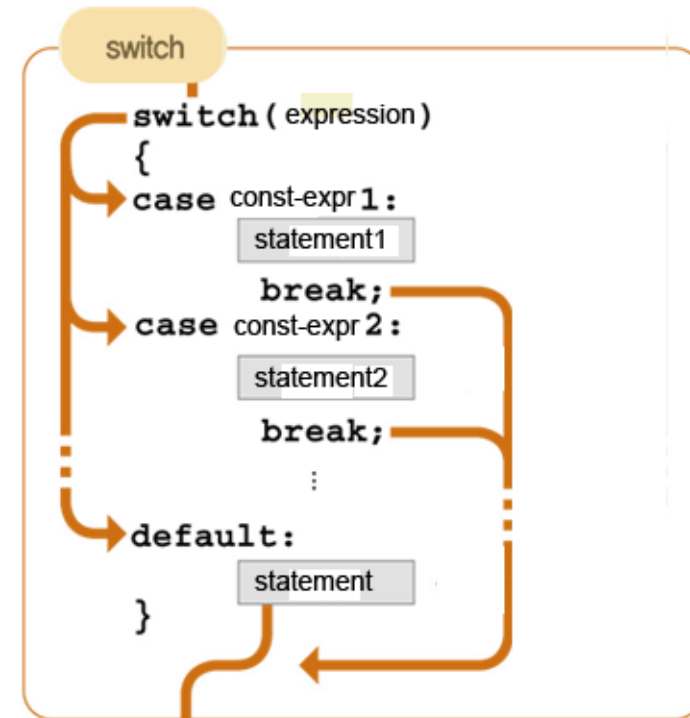 switch
switch(expression)
{
case const-expr 1:
statement1
break;
case const-expr 2:
statement2
break;
⋮
default:
statement
}